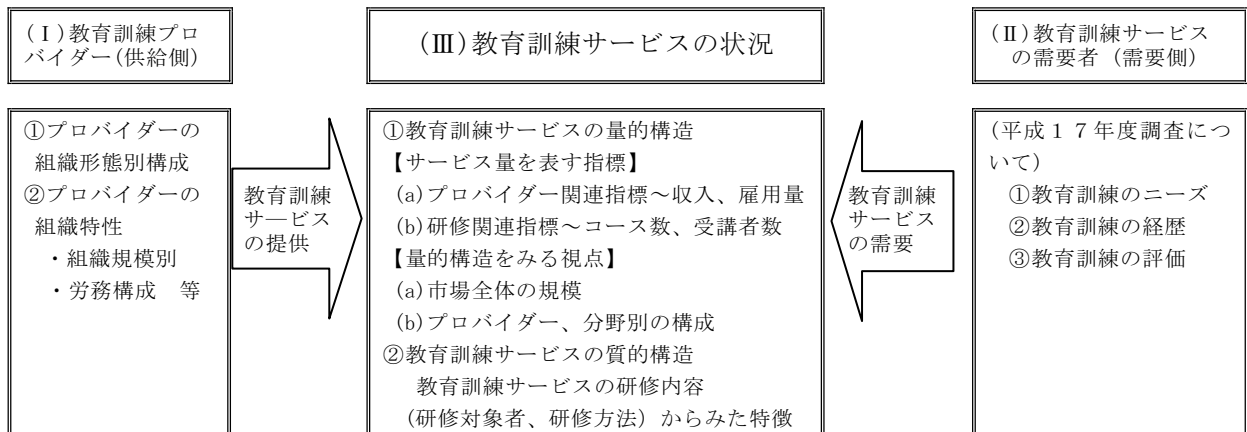 (Ⅰ)教育訓練プロ
バイダー(供給側)
(Ⅲ)教育訓練サービスの状況
(Ⅱ)教育訓練サービス
の需要者（需要側）
①プロバイダーの
組織形態別構成
②プロバイダーの
組織特性
・組織規模別
・労務構成　等
教育訓練
サ―ビス
の提供
①教育訓練サービスの量的構造
【サービス量を表す指標】
(a)プロバイダー関連指標～収入、雇用量
(b)研修関連指標～コース数、受講者数
【量的構造をみる視点】
(a)市場全体の規模
(b)プロバイダー、分野別の構成
②教育訓練サービスの質的構造
教育訓練サービスの研修内容
（研修対象者、研修方法）からみた特徴
教育訓練
サービス
の需要
(平成１７年度調査につ
いて)
①教育訓練のニーズ
②教育訓練の経歴
③教育訓練の評価